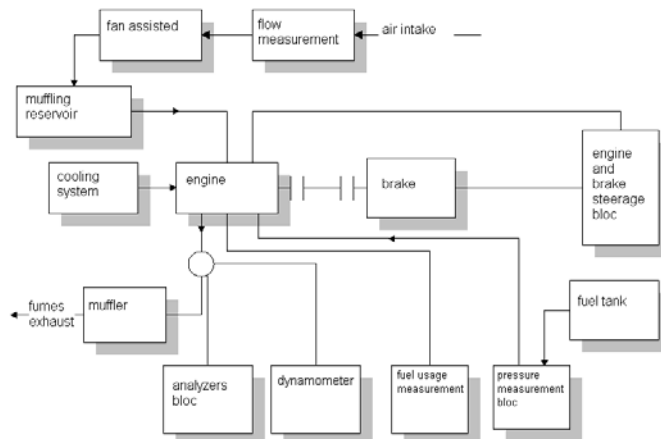 fan assisted
flow
measurement
air intake
muffling
reservoir
cooling
system
engine
brake
engine
and
brake
steerage
bloc
fumes
exhaust
muffler
fuel tank
analyzers
bloc
dynamometer
fuel usage
measurement
pressure
measurement
bloc